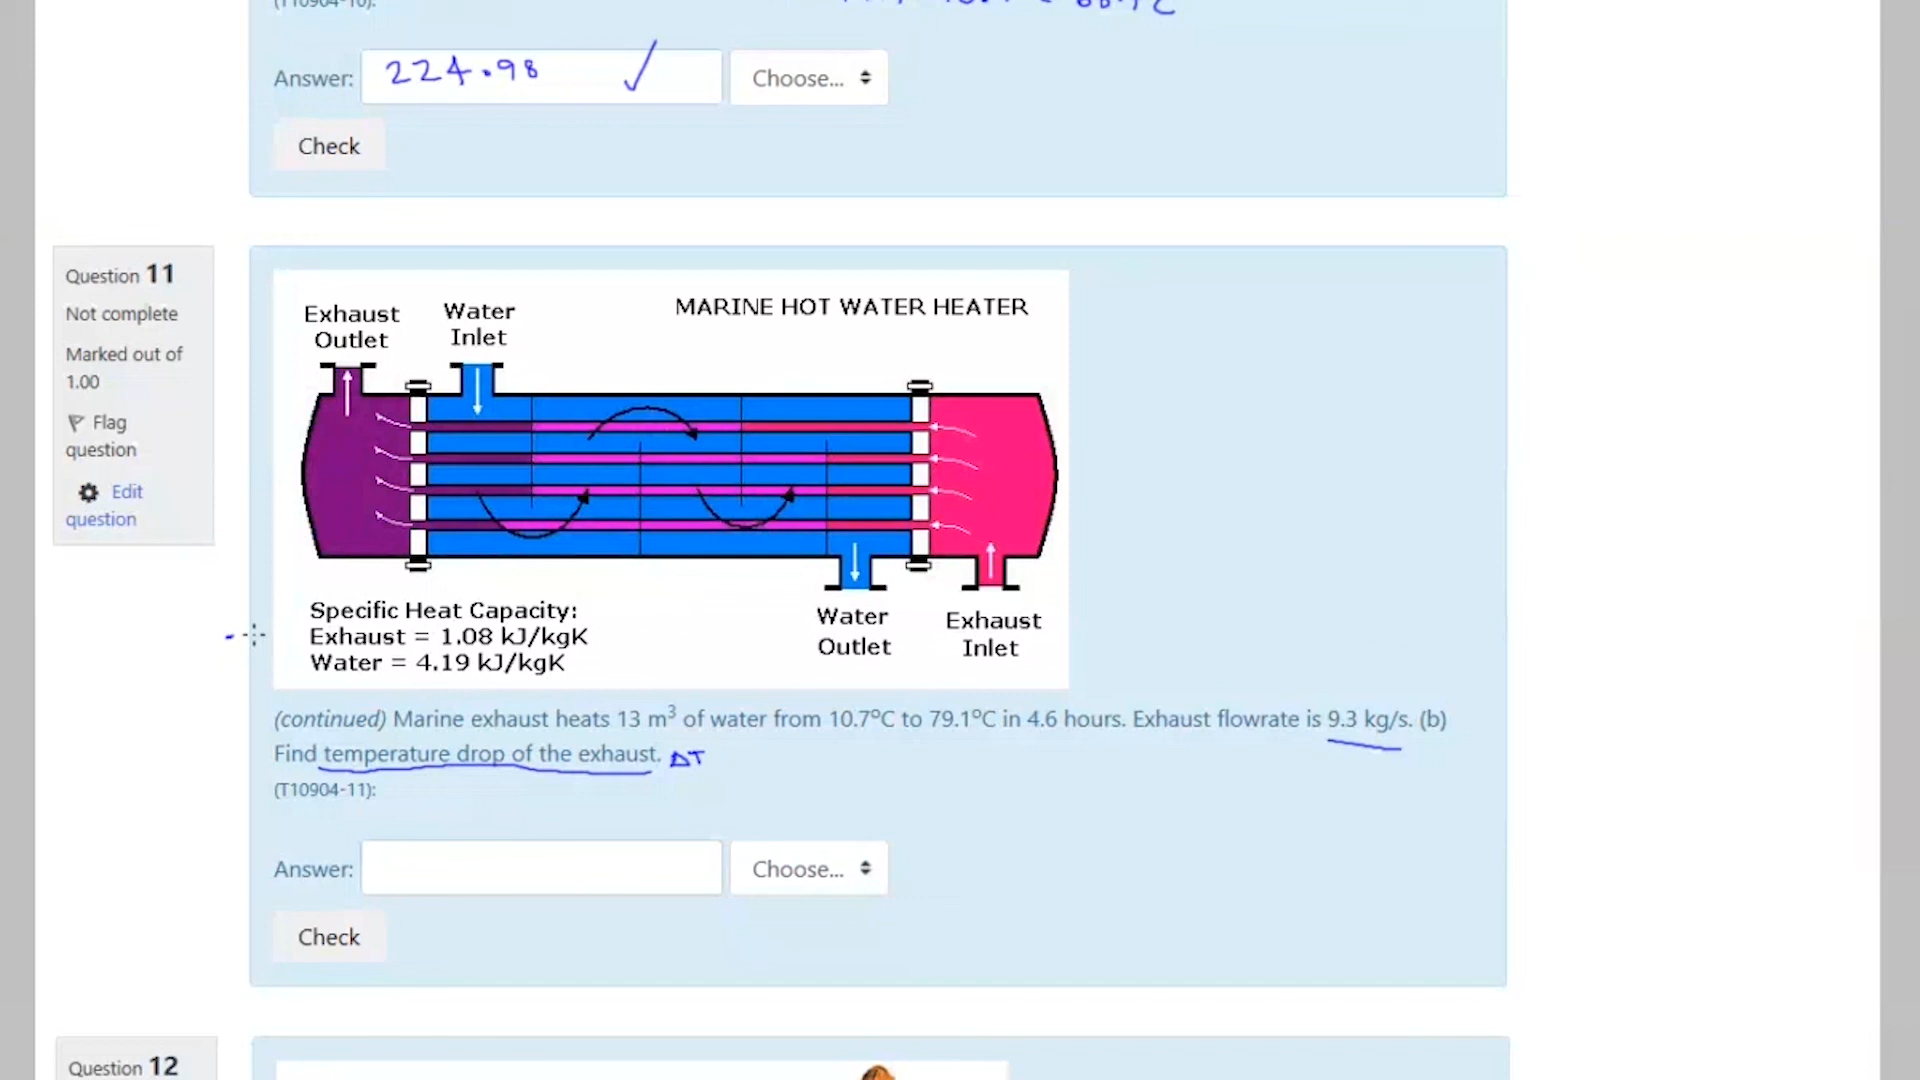 Answer: 224.98 ✓ Choose...
Check
Question 11
Not complete
Marked out of
1.00
Flag
question
Edit
question
Exhaust
Outlet
Water
Inlet
MARINE HOT WATER HEATER
Specific Heat Capacity:
Exhaust = 1.08 kJ/kgK
Water = 4.19 kJ/kgK
Water
Outlet
Exhaust
Inlet
(continued) Marine exhaust heats 13 m³ of water from 10.7°C to 79.1°C in 4.6 hours. Exhaust flowrate is 9.3 kg/s. (b)
Find temperature drop of the exhaust. ΔT
(T10904-11):
Answer: Choose...
Check
Question 12